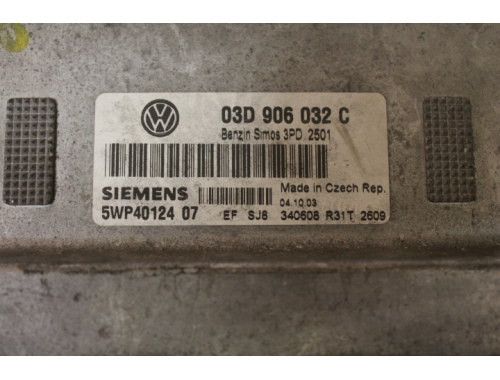 03D 906 032 C
Benzin Simos 3PD 2501
SIEMENS
Made in Czech Rep.
04.10.03
5WP40124 07
EF SJ8 340608 R31T 2609